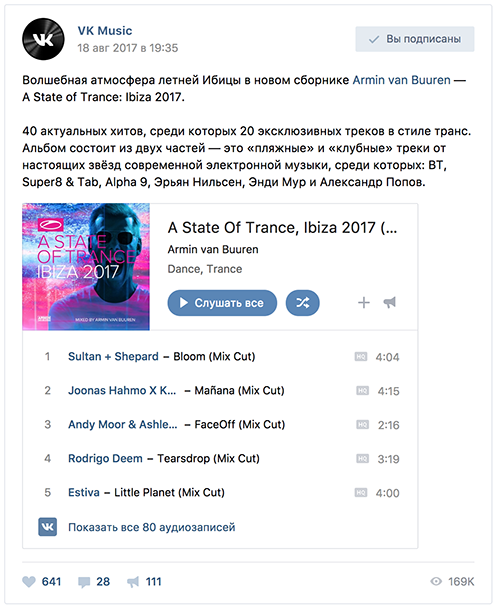 VK Music
18 авг 2017 в 19:35
Вы подписаны
Волшебная атмосфера летней Ибицы в новом сборнике Armin van Buuren —
A State of Trance: Ibiza 2017.
40 актуальных хитов, среди которых 20 эксклюзивных треков в стиле транс.
Альбом состоит из двух частей — это «пляжные» и «клубные» треки от
настоящих звёзд современной электронной музыки, среди которых: BT,
Super8 & Tab, Alpha 9, Эрьян Нильсен, Энди Мур и Александр Попов.
A STATE
OF TRANCE
IBIZA 2017
MIXED BY ARMIN VAN BUUREN
A State Of Trance, Ibiza 2017 (...
Armin van Buuren
Dance, Trance
Слушать все
1 Sultan + Shepard – Bloom (Mix Cut) HQ 4:04
2 Joonas Hahmo X K... – Mañana (Mix Cut) HQ 4:15
3 Andy Moor & Ashle... – FaceOff (Mix Cut) HQ 2:16
4 Rodrigo Deem – Tearsdrop (Mix Cut) HQ 3:19
5 Estiva – Little Planet (Mix Cut) HQ 4:00
Показать все 80 аудиозаписей
641 28 111 169K